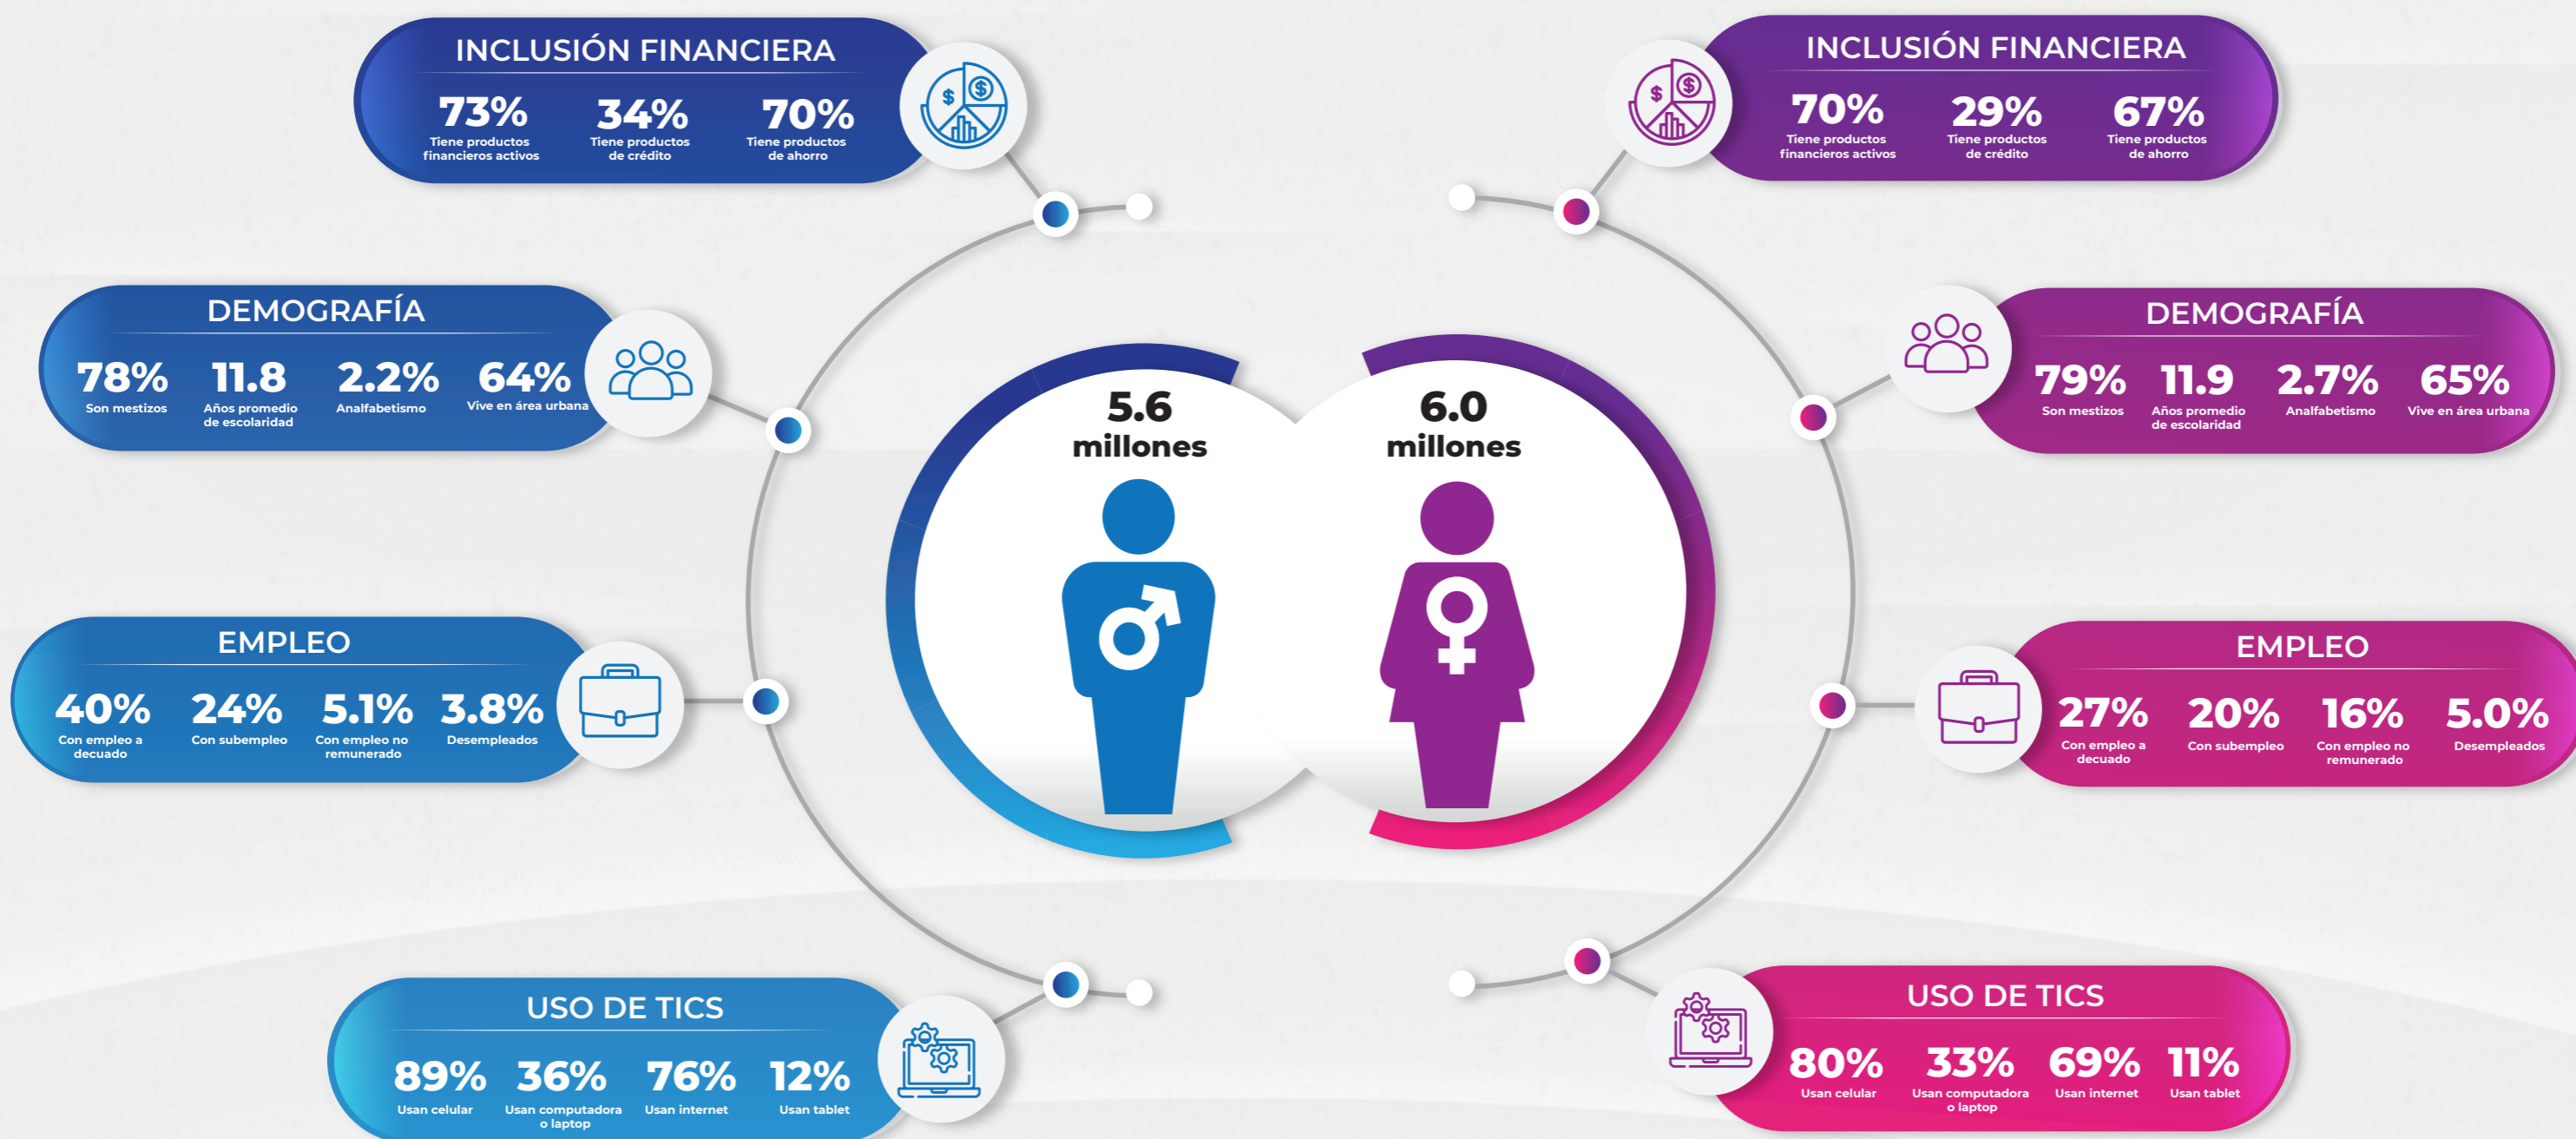 INCLUSIÓN FINANCIERA
73% 34% 70%
Tiene productos Tiene productos Tiene productos
financieros activos de crédito de ahorro
INCLUSIÓN FINANCIERA
70% 29% 67%
Tiene productos Tiene productos Tiene productos
financieros activos de crédito de ahorro
DEMOGRAFÍA
78% 11.8 2.2% 64%
Son mestizos Años promedio Analfabetismo Vive en área urbana
de escolaridad
5.6
millones
6.0
millones
DEMOGRAFÍA
79% 11.9 2.7% 65%
Son mestizos Años promedio Analfabetismo Vive en área urbana
de escolaridad
EMPLEO
40% 24% 5.1% 3.8%
Con empleo a Con subempleo Con empleo no Desempleados
decuado remunerado
EMPLEO
27% 20% 16% 5.0%
Con empleo a Con subempleo Con empleo no Desempleados
decuado remunerado
USO DE TICS
89% 36% 76% 12%
Usan celular Usan computadora Usan internet Usan tablet
o laptop
USO DE TICS
80% 33% 69% 11%
Usan celular Usan computadora Usan internet Usan tablet
o laptop